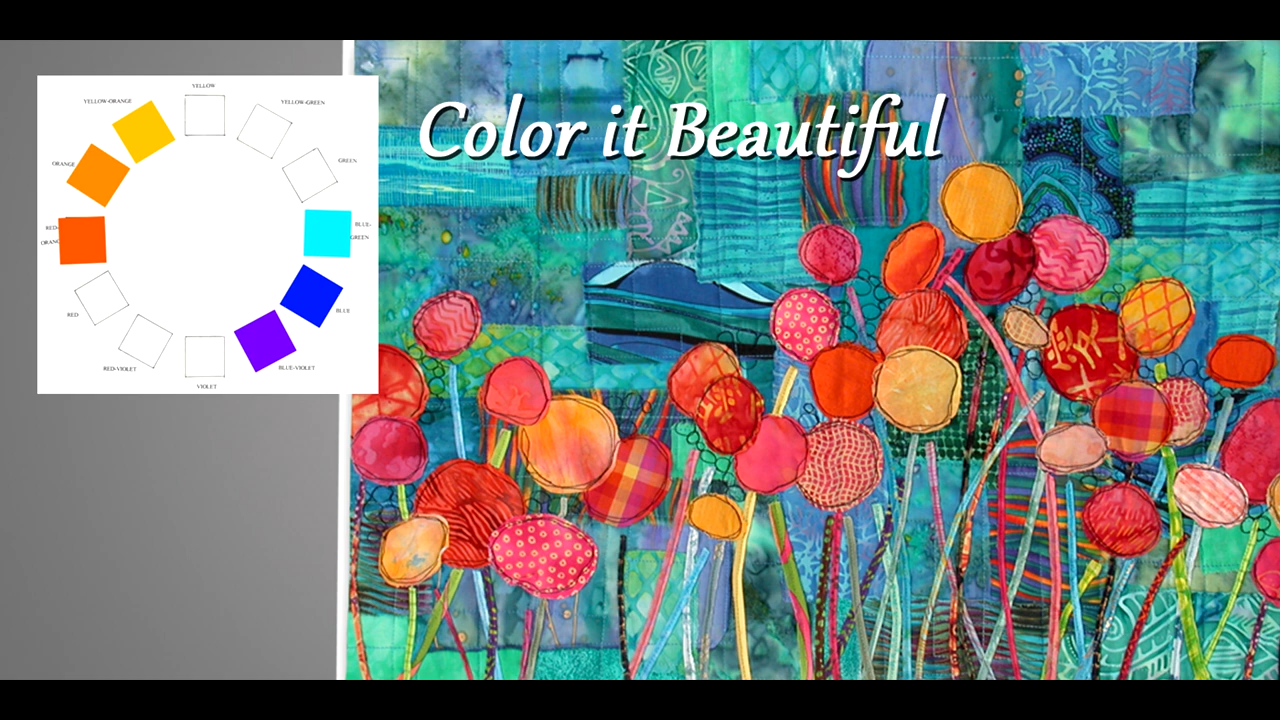 Color it Beautiful
YELLOW
YELLOW-ORANGE
YELLOW-GREEN
ORANGE
GREEN
RED-
ORANG
BLUE-
GREEN
RED
BLUE
RED-VIOLET
BLUE-VIOLET
VIOLET